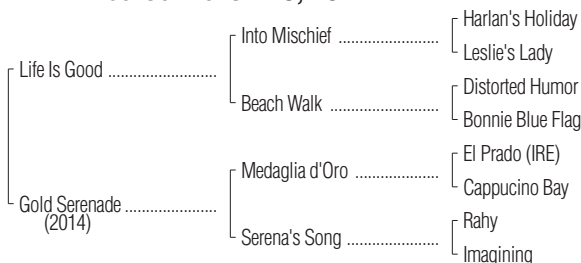 Harlan's Holiday
Into Mischief ......................
Leslie's Lady
Life Is Good ........................
Distorted Humor
Beach Walk ........................
Bonnie Blue Flag
El Prado (IRE)
Medaglia d'Oro ..................
Cappucino Bay
Gold Serenade ....................
(2014)
Rahy
Serena's Song ....................
Imagining